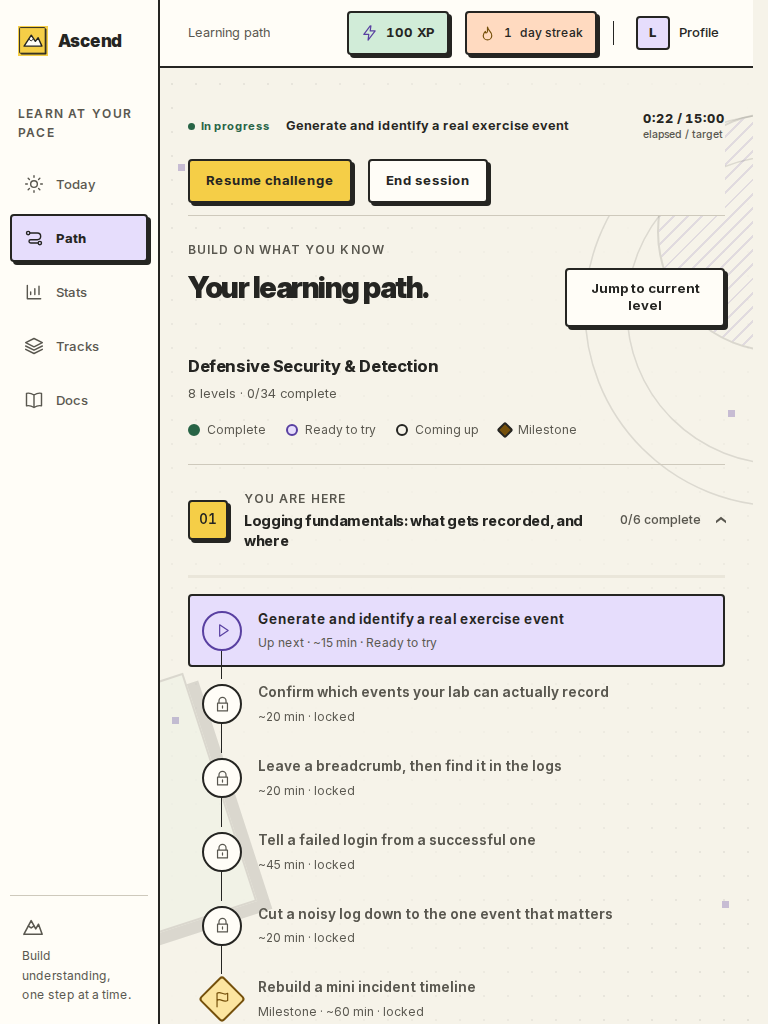 Ascend
Learning path
100 XP
1 day streak
L
Profile
LEARN AT YOUR
PACE
Today
Path
Stats
Tracks
Docs
Build
understanding,
one step at a time.
In progress
Generate and identify a real exercise event
0:22 / 15:00
elapsed / target
Resume challenge
End session
BUILD ON WHAT YOU KNOW
Your learning path.
Jump to current
level
Defensive Security & Detection
8 levels · 0/34 complete
Complete
Ready to try
Coming up
Milestone
01
YOU ARE HERE
Logging fundamentals: what gets recorded, and
where
0/6 complete
Generate and identify a real exercise event
Up next · ~15 min · Ready to try
Confirm which events your lab can actually record
~20 min · locked
Leave a breadcrumb, then find it in the logs
~20 min · locked
Tell a failed login from a successful one
~45 min · locked
Cut a noisy log down to the one event that matters
~20 min · locked
Rebuild a mini incident timeline
Milestone · ~60 min · locked